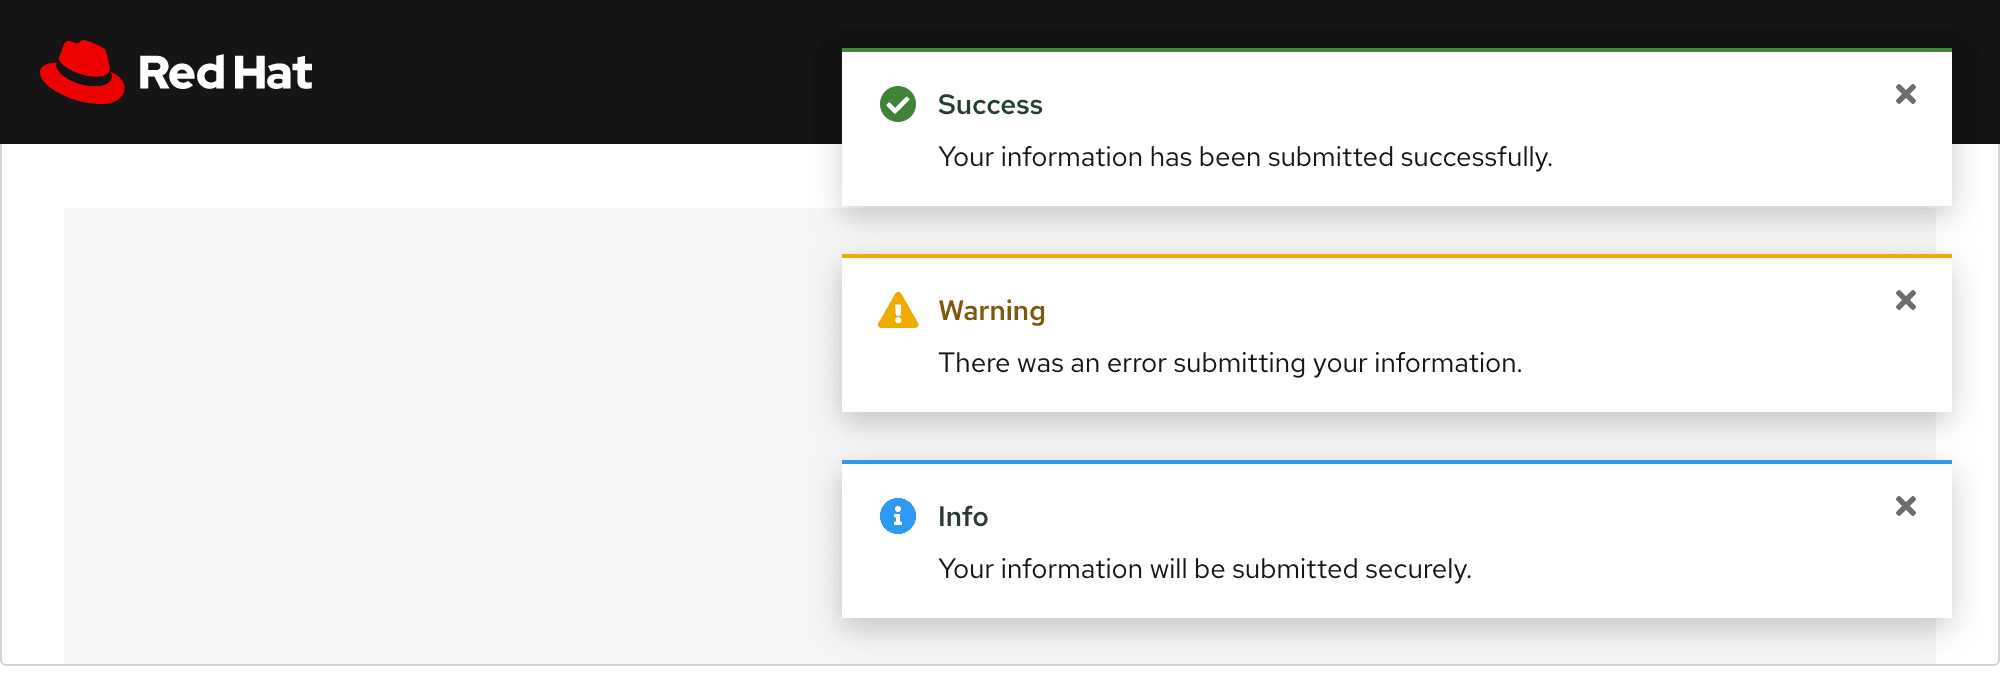 Red Hat
Success
Your information has been submitted successfully.
Warning
There was an error submitting your information.
Info
Your information will be submitted securely.